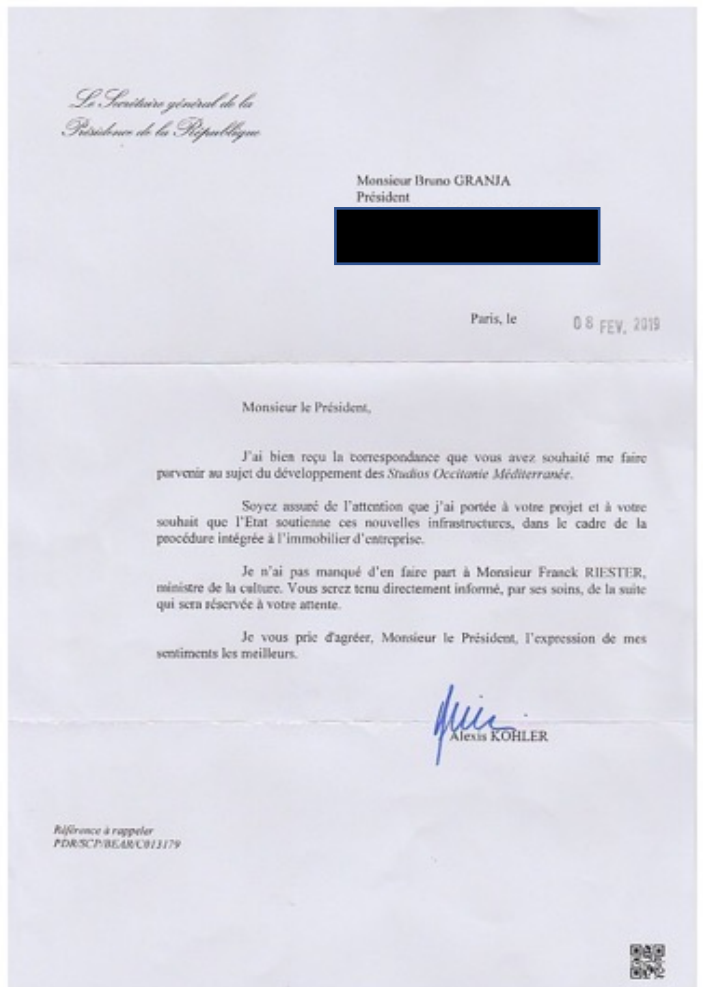 Le Secrétaire général de la
Présidence de la République
Monsieur Bruno GRANJA
Président
Paris, le
08 FEV. 2019
Monsieur le Président,
J'ai bien reçu la correspondance que vous avez souhaité me faire
parvenir au sujet du développement des Studios Occitanie Méditerranée.
Soyez assuré de l'attention que j'ai portée à votre projet et à votre
souhait que l'Etat soutienne ces nouvelles infrastructures, dans le cadre de la
procédure intégrée à l'immobilier d'entreprise.
Je n'ai pas manqué d'en faire part à Monsieur Franck RIESTER,
ministre de la culture. Vous serez tenu directement informé, par ses soins, de la suite
qui sera réservée à votre attente.
Je vous prie d'agréer, Monsieur le Président, l'expression de mes
sentiments les meilleurs.
Alexis KOHLER
Référence à rappeler
PDR/SCP/BEAR/C013179